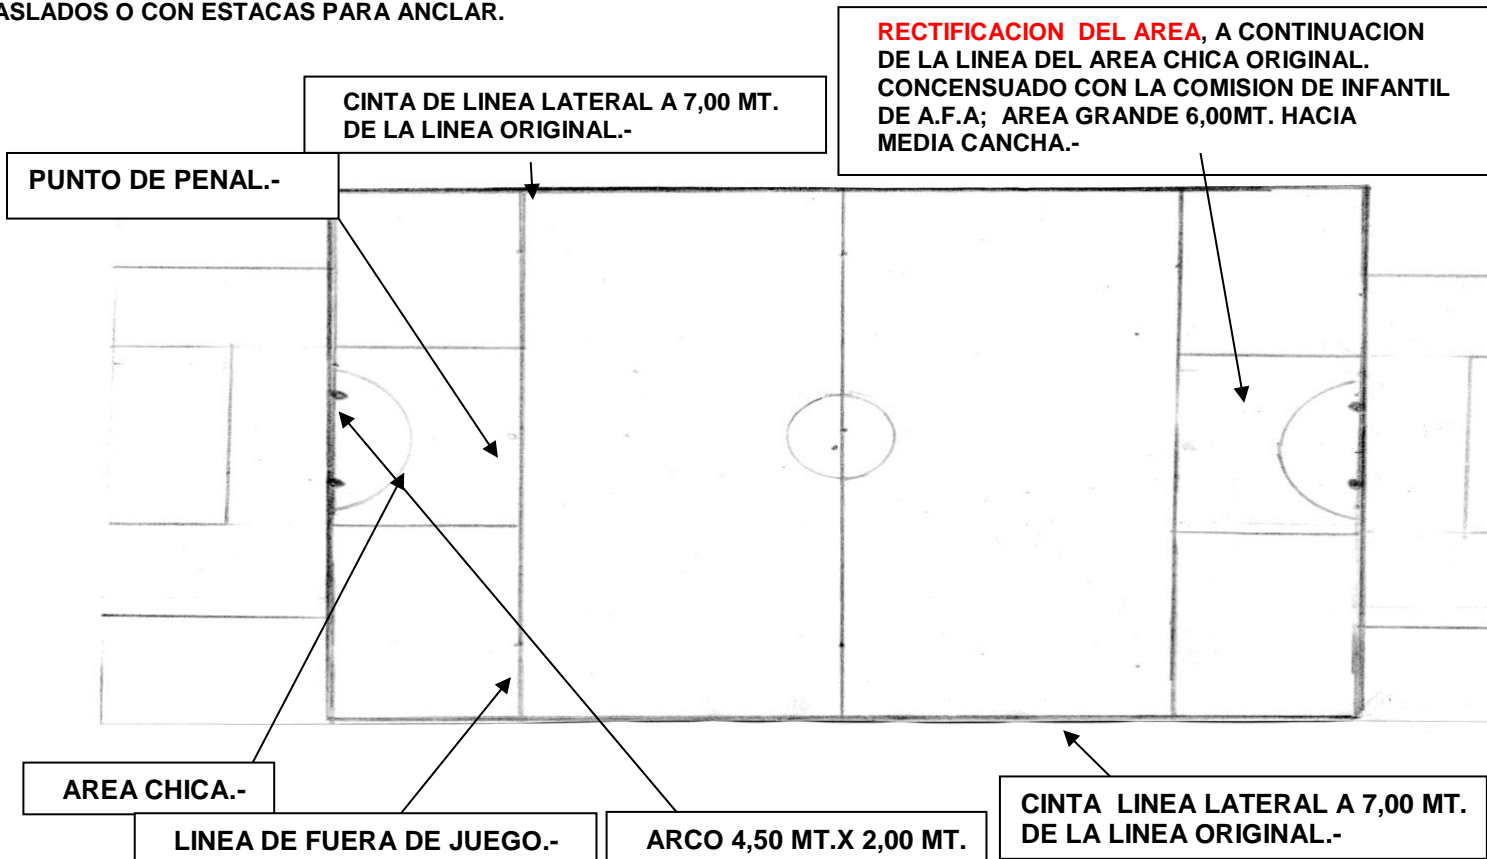 ASLADOS O CON ESTACAS PARA ANCLAR.
RECTIFICACION DEL AREA, A CONTINUACION
DE LA LINEA DEL AREA CHICA ORIGINAL.
CONCENSUADO CON LA COMISION DE INFANTIL
DE A.F.A; AREA GRANDE 6,00MT. HACIA
MEDIA CANCHA.-
CINTA DE LINEA LATERAL A 7,00 MT.
DE LA LINEA ORIGINAL.-
PUNTO DE PENAL.-
AREA CHICA.-
LINEA DE FUERA DE JUEGO.-
ARCO 4,50 MT.X 2,00 MT.
CINTA LINEA LATERAL A 7,00 MT.
DE LA LINEA ORIGINAL.-